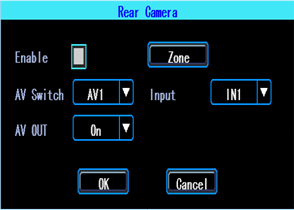 Rear Camera
Enable Zone
AV Switch AV1 Input IN1
AV OUT On
OK Cancel